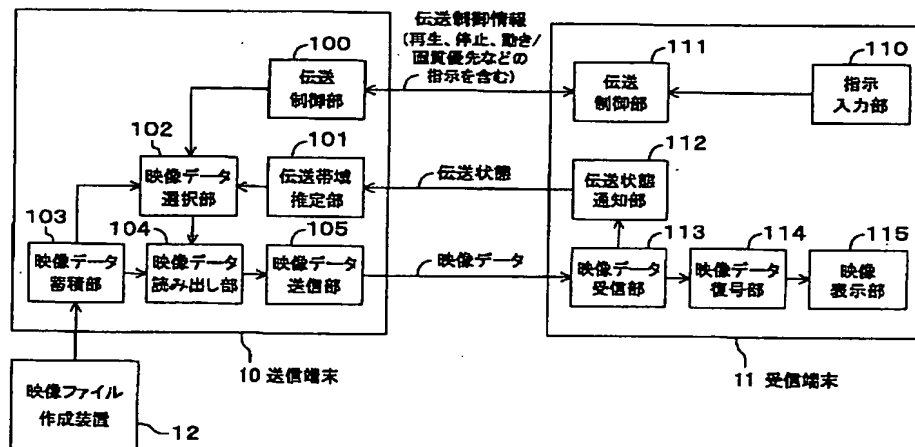 伝送制御情報
(再生、停止、動き/
画質優先などの
指示を含む)
100
伝送
制御部
111
伝送
制御部
110
指示
入力部
102
映像データ
選択部
101
伝送帯域
推定部
伝送状態
112
伝送状態
通知部
103
映像データ
蓄積部
104
映像データ
読み出し部
105
映像データ
送信部
映像データ
113
映像データ
受信部
114
映像データ
復号部
115
映像
表示部
10 送信端末
11 受信端末
映像ファイル
作成装置
12